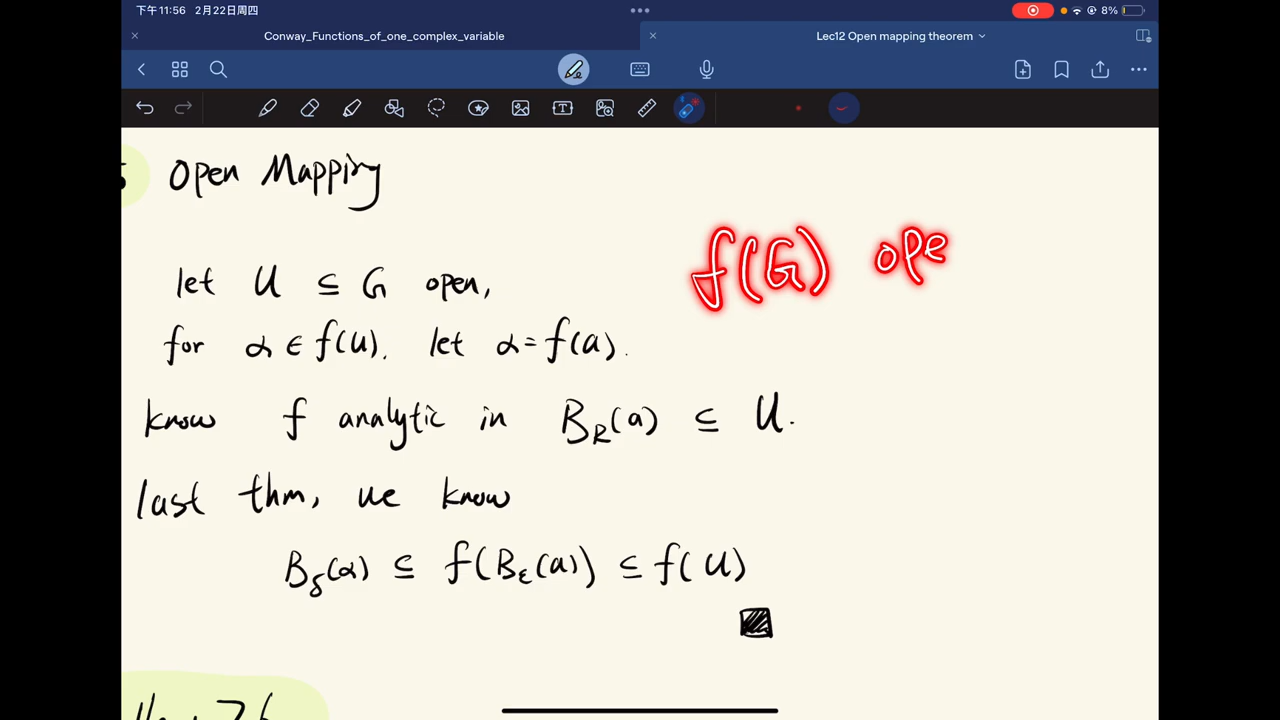 下午11:56 2月22日周四
8%
Conway_Functions_of_one_complex_variable
Lec12 Open mapping theorem
5 Open Mapping
f(G) ope
let U ⊆ G open,
for α ∈ f(U). let α = f(a).
know f analytic in B_R(a) ⊆ U.
last thm, we know
B_δ(α) ⊆ f(B_ε(a)) ⊆ f(U)